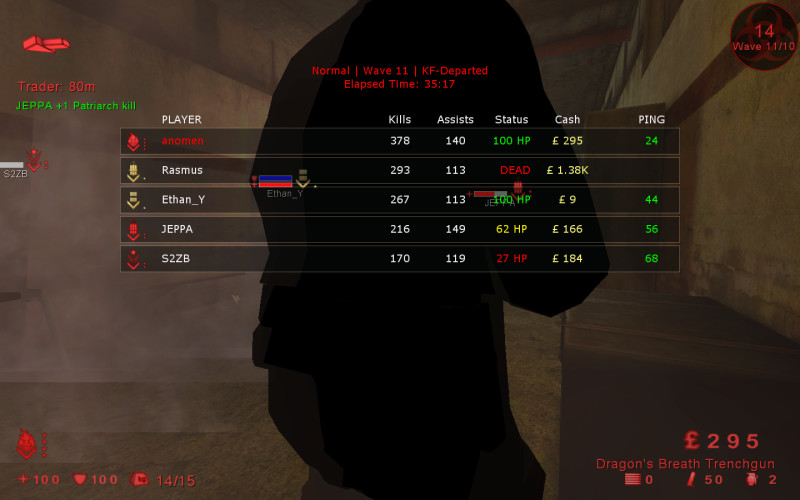 14
Wave 11/10
Normal | Wave 11 | KF-Departed
Elapsed Time: 35:17
Trader: 80m
JEPPA +1 Patriarch kill
PLAYER Kills Assists Status Cash PING
anomen 378 140 100 HP £ 295 24
Rasmus 293 113 DEAD £ 1.38K
S2ZB
Ethan_Y
Ethan_Y 267 113 100 HP £ 9 44
JEPPA
JEPPA 216 149 62 HP £ 166 56
S2ZB 170 119 27 HP £ 184 68
£ 295
Dragon's Breath Trenchgun
+ 100 100 14/15 0 50 2